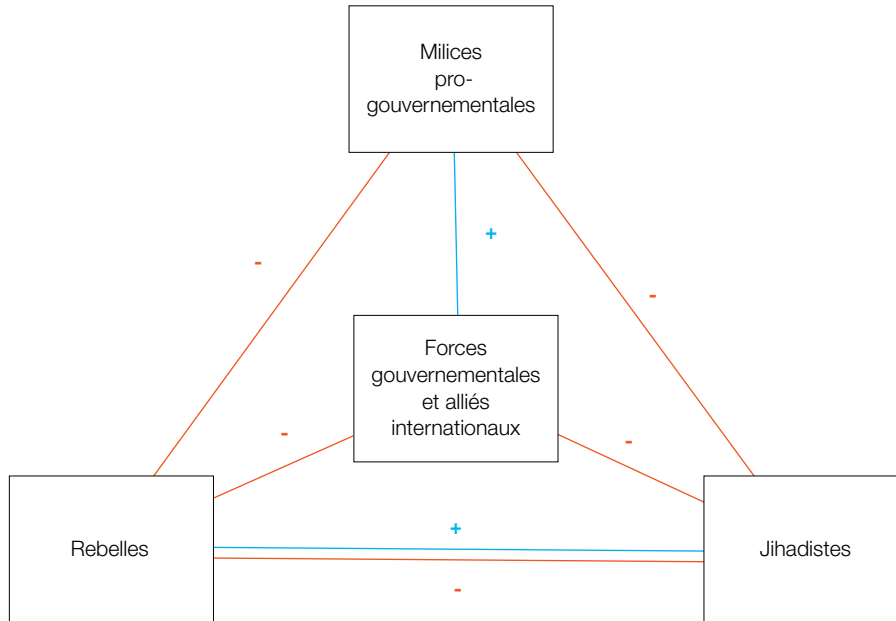 Milices
pro-
gouvernementales
+
-
-
Forces
gouvernementales
et alliés
internationaux
-
-
Rebelles
+
Jihadistes
-